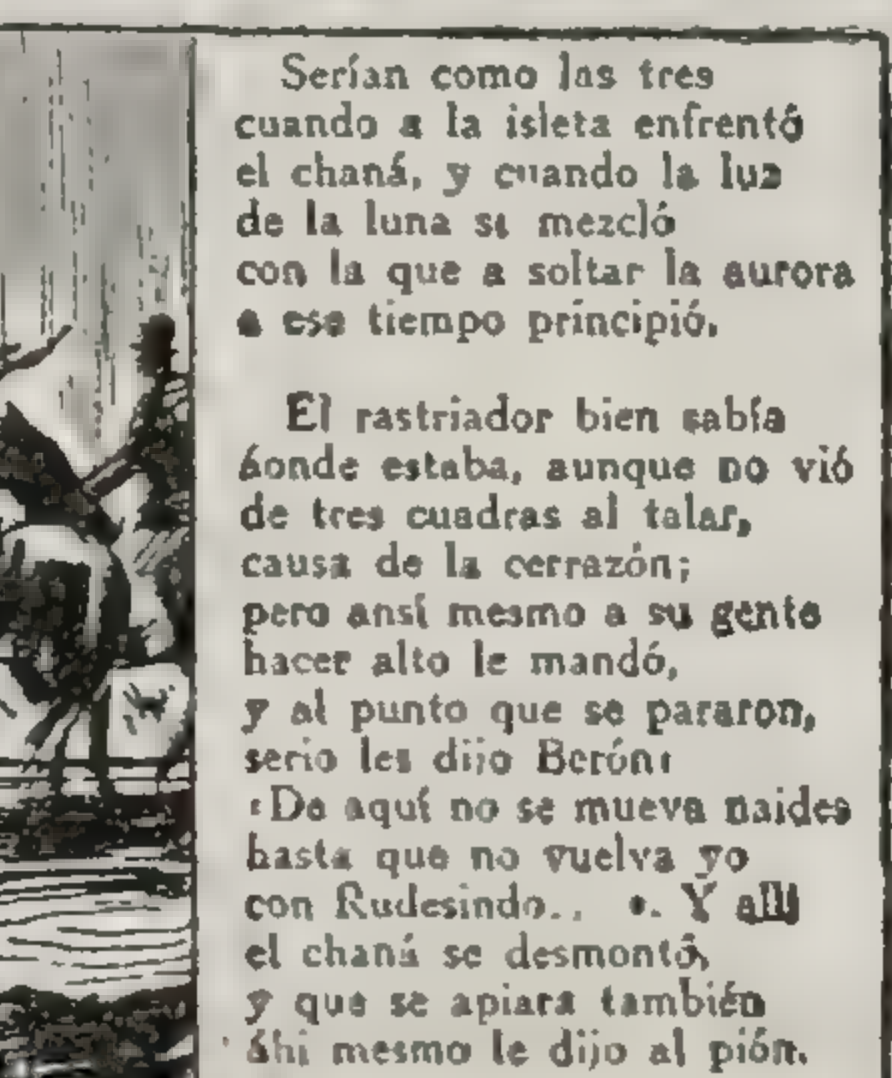 Serían como las tres
cuando a la isleta enfrentó
el chaná, y cuando la luz
de la luna se mezcló
con la que a soltar la aurora
a ese tiempo principió.
El rastriador bien sabía
áonde estaba, aunque no vió
de tres cuadras al talar,
causa de la cerrazón;
pero ansí mesmo a su gente
hacer alto le mandó,
y al punto que se pararon,
serio les dijo Berón:
"De aquí no se mueva naides
hasta que no vuelva yo
con Rudesindo...". Y allí
el chaná se desmontó,
y que se apiara también
áhi mesmo le dijo al pión.